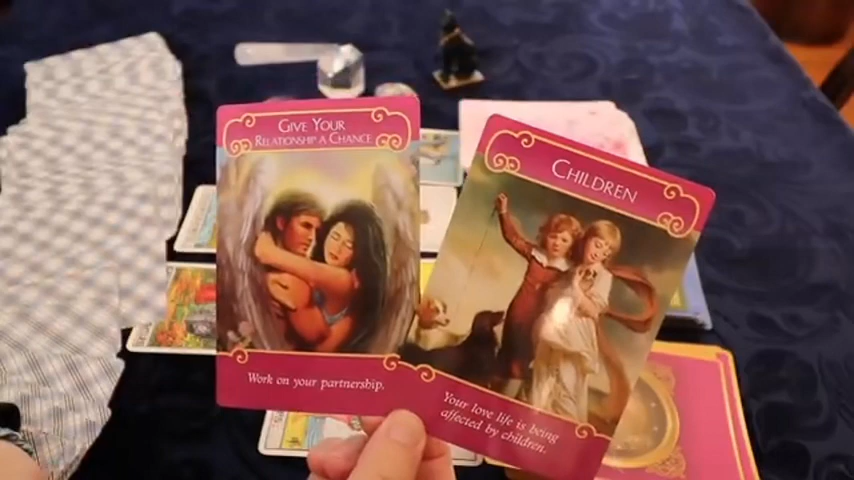 Give Your
Relationship a Chance
Work on your partnership.
Children
Your love life is being
affected by children.